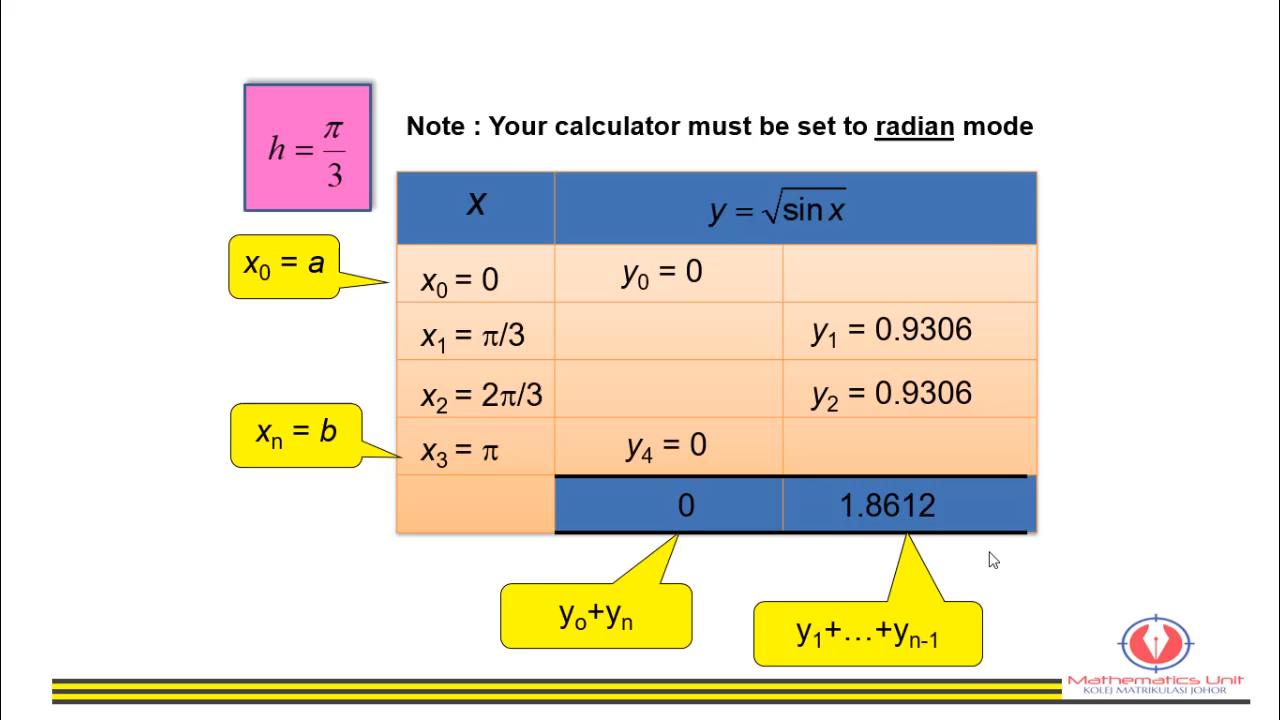 h = π/3
Note : Your calculator must be set to radian mode
x
y = √sin x
x₀ = a
x₀ = 0
y₀ = 0
x₁ = π/3
y₁ = 0.9306
x₂ = 2π/3
y₂ = 0.9306
xₙ = b
x₃ = π
y₄ = 0
0
1.8612
yₒ+yₙ
y₁+…+yₙ₋₁
Mathematics Unit
KOLEJ MATRIKULASI JOHOR